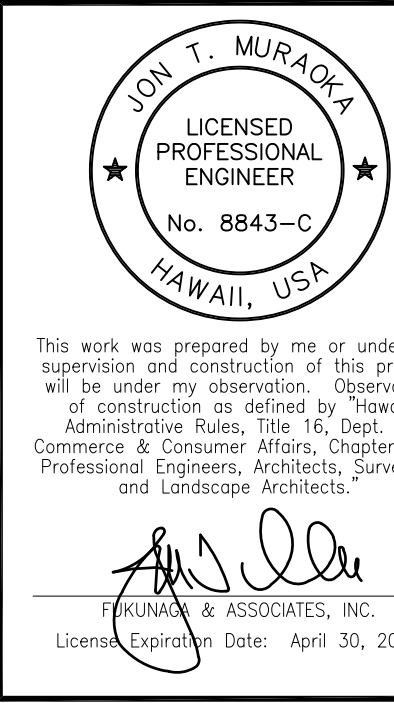 JON T. MURAOKA
LICENSED
PROFESSIONAL
ENGINEER
No. 8843-C
HAWAII, USA
This work was prepared by me or unde
supervision and construction of this pr
will be under my observation. Observa
of construction as defined by "Hawa
Administrative Rules, Title 16, Dept.
Commerce & Consumer Affairs, Chapter
Professional Engineers, Architects, Surve
and Landscape Architects."
FUKUNAGA & ASSOCIATES, INC.
License Expiration Date: April 30, 20